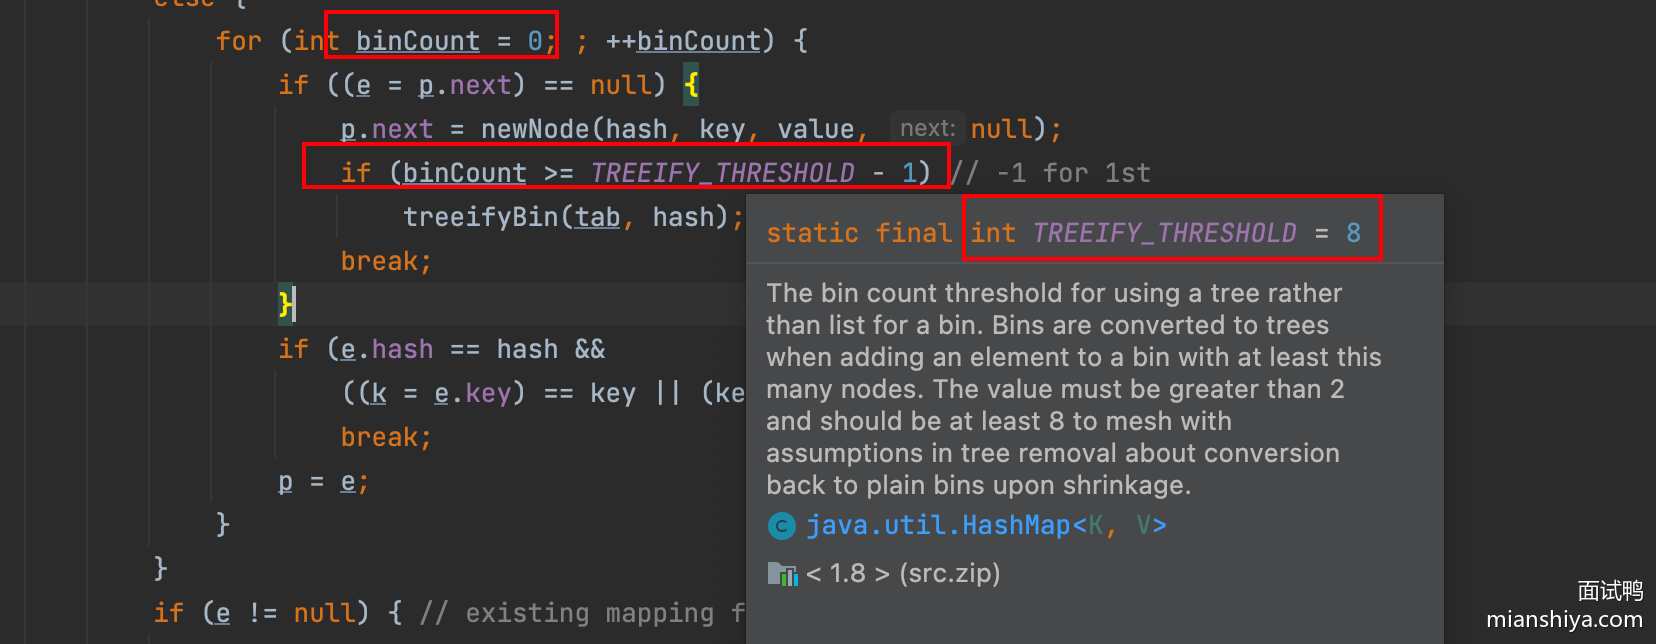 else {
for (int binCount = 0; ; ++binCount) {
if ((e = p.next) == null) {
p.next = newNode(hash, key, value, next: null);
if (binCount >= TREEIFY_THRESHOLD - 1) // -1 for 1st
treeifyBin(tab, hash);
break;
}
if (e.hash == hash &&
((k = e.key) == key || (ke
break;
p = e;
}
}
if (e != null) { // existing mapping f
static final int TREEIFY_THRESHOLD = 8
The bin count threshold for using a tree rather
than list for a bin. Bins are converted to trees
when adding an element to a bin with at least this
many nodes. The value must be greater than 2
and should be at least 8 to mesh with
assumptions in tree removal about conversion
back to plain bins upon shrinkage.
C java.util.HashMap<K, V>
< 1.8 > (src.zip)
面试鸭
mianshiya.com